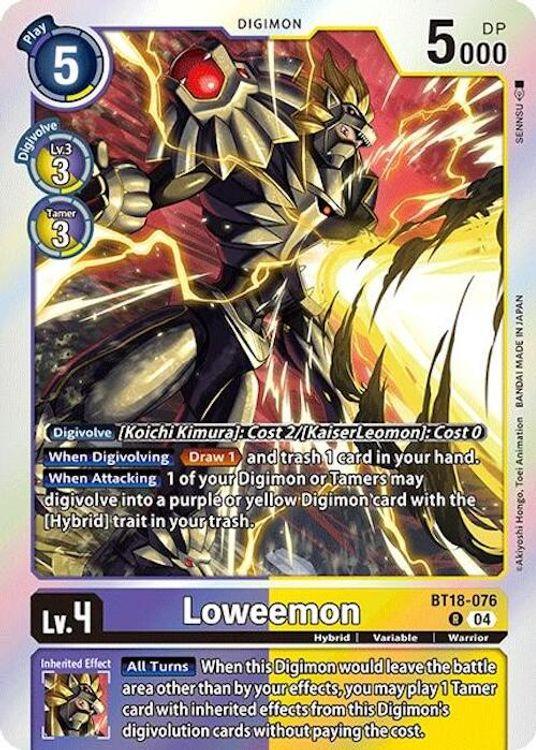 Play
5
DIGIMON
DP
5000
Digivolve
Lv.3
3
Tamer
3
SENNSU
©Akiyoshi Hongo, Toei Animation BANDAI MADE IN JAPAN
Digivolve [Koichi Kimura]: Cost 2/[KaiserLeomon]: Cost 0
When Digivolving Draw 1 and trash 1 card in your hand.
When Attacking 1 of your Digimon or Tamers may
digivolve into a purple or yellow Digimon card with the
[Hybrid] trait in your trash.
Lv.4
Loweemon
BT18-076
R 04
Hybrid | Variable | Warrior
Inherited Effect
All Turns When this Digimon would leave the battle
area other than by your effects, you may play 1 Tamer
card with inherited effects from this Digimon's
digivolution cards without paying the cost.